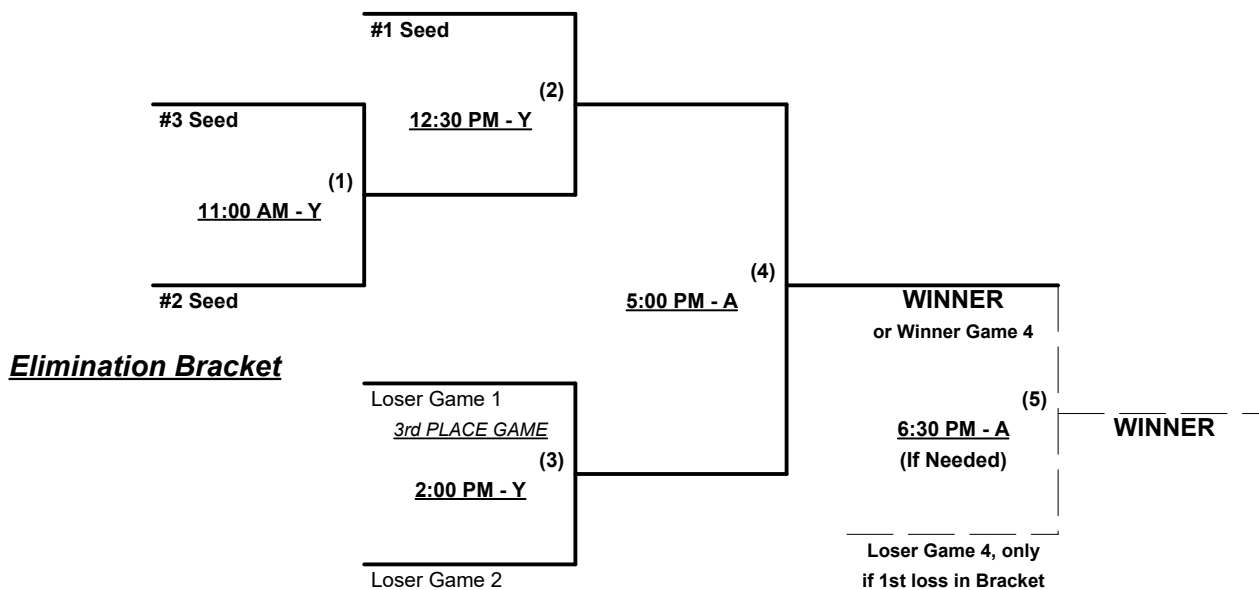 #1 Seed
(2)
#3 Seed
12:30 PM - Y
(1)
11:00 AM - Y
(4)
#2 Seed
5:00 PM - A
WINNER
or Winner Game 4
Elimination Bracket
Loser Game 1
(5)
3rd PLACE GAME
6:30 PM - A
WINNER
(3)
(If Needed)
2:00 PM - Y
Loser Game 4, only
if 1st loss in Bracket
Loser Game 2